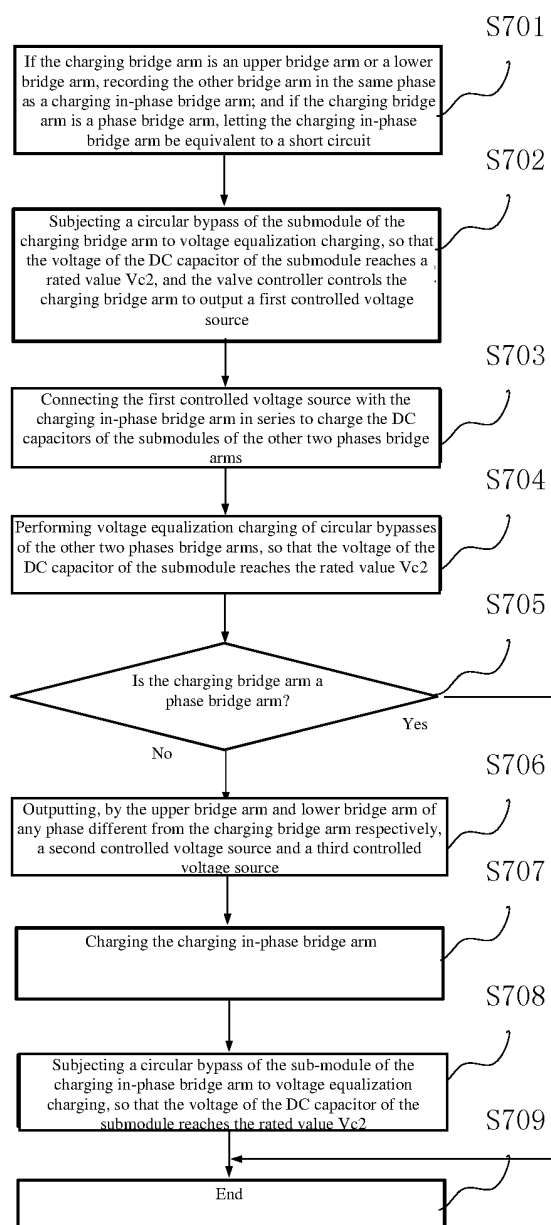 S701
If the charging bridge arm is an upper bridge arm or a lower
bridge arm, recording the other bridge arm in the same phase
as a charging in-phase bridge arm; and if the charging bridge
arm is a phase bridge arm, letting the charging in-phase
bridge arm be equivalent to a short circuit
S702
Subjecting a circular bypass of the submodule of the
charging bridge arm to voltage equalization charging, so that
the voltage of the DC capacitor of the submodule reaches a
rated value Vc2, and the valve controller controls the
charging bridge arm to output a first controlled voltage
source
S703
Connecting the first controlled voltage source with the
charging in-phase bridge arm in series to charge the DC
capacitors of the submodules of the other two phases bridge
arms
S704
Performing voltage equalization charging of circular bypasses
of the other two phases bridge arms, so that the voltage of the
DC capacitor of the submodule reaches the rated value Vc2
S705
Is the charging bridge arm a
phase bridge arm?
Yes
No
S706
Outputting, by the upper bridge arm and lower bridge arm of
any phase different from the charging bridge arm respectively,
a second controlled voltage source and a third controlled
voltage source
S707
Charging the charging in-phase bridge arm
S708
Subjecting a circular bypass of the sub-module of the
charging in-phase bridge arm to voltage equalization
charging, so that the voltage of the DC capacitor of the
submodule reaches the rated value Vc2
S709
End